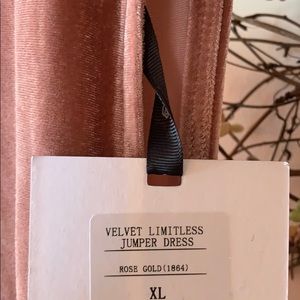 VELVET LIMITLESS
JUMPER DRESS
ROSE GOLD(1864)
XL